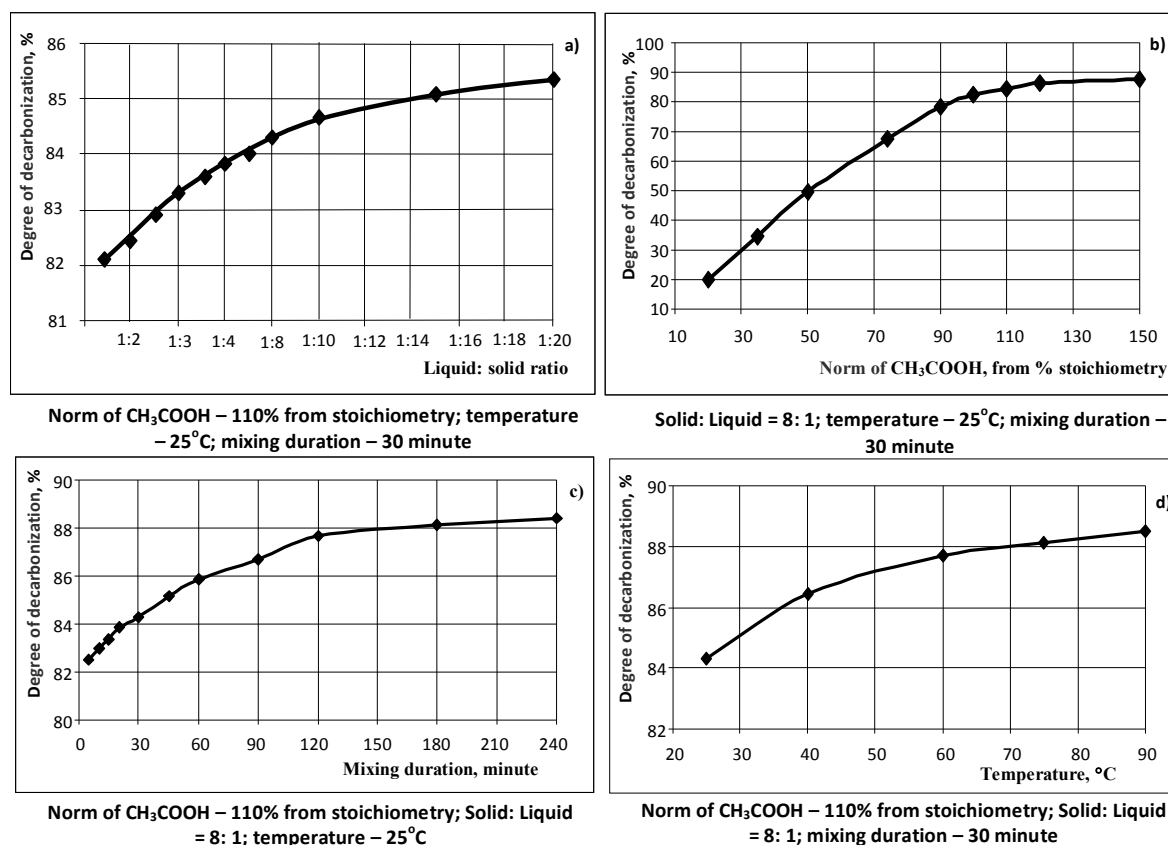 a)
Degree of decarbonization, %
86
85
84
83
82
81
1:2 1:3 1:4 1:8 1:10 1:12 1:14 1:16 1:18 1:20
Liquid: solid ratio
Norm of CH₃COOH – 110% from stoichiometry; temperature
– 25°C; mixing duration – 30 minute
b)
Degree of decarbonization, %
100
90
80
70
60
50
40
30
20
10
10 30 50 70 90 110 130 150
Norm of CH₃COOH, from % stoichiometry
Solid: Liquid = 8: 1; temperature – 25°C; mixing duration –
30 minute
c)
Degree of decarbonization, %
90
88
86
84
82
80
0 30 60 90 120 150 180 210 240
Mixing duration, minute
Norm of CH₃COOH – 110% from stoichiometry; Solid: Liquid
= 8: 1; temperature – 25°C
d)
Degree of decarbonization, %
90
88
86
84
82
20 30 40 50 60 70 80 90
Temperature, °C
Norm of CH₃COOH – 110% from stoichiometry; Solid: Liquid
= 8: 1; mixing duration – 30 minute